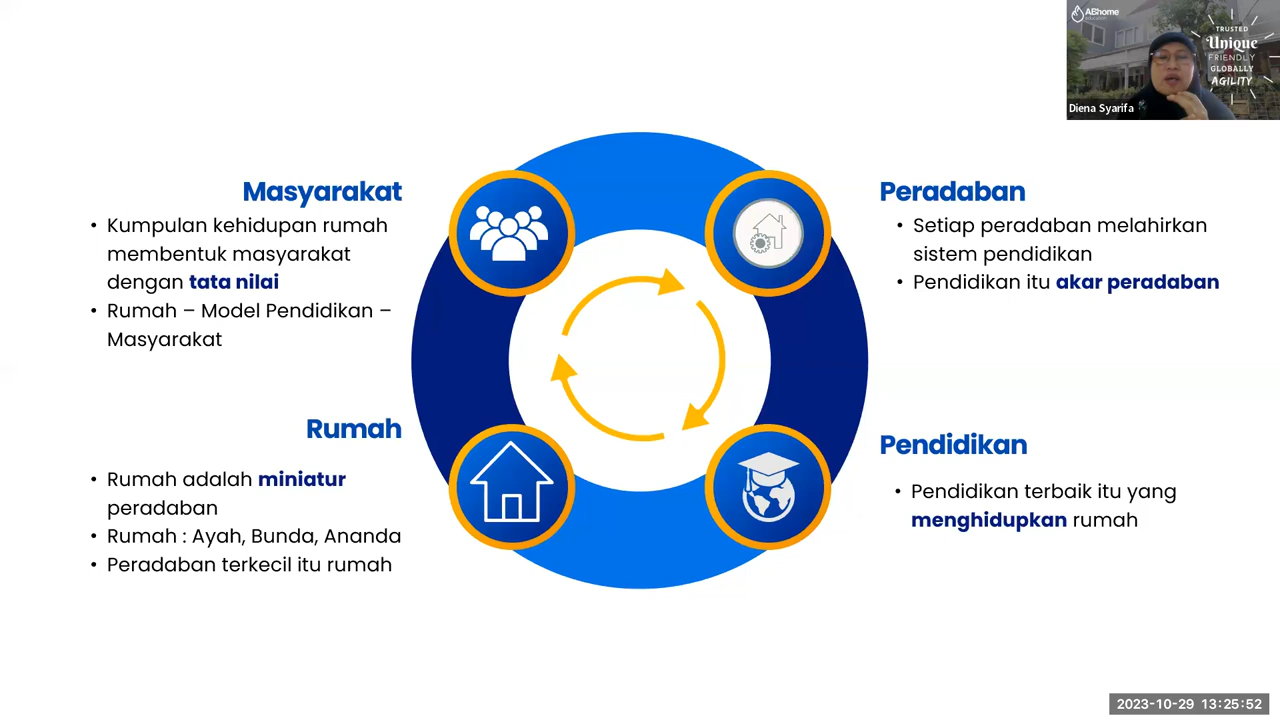 ABhome
education
TRUSTED
Unique
FRIENDLY
GLOBALLY
AGILITY
Diena Syarifa
Masyarakat
• Kumpulan kehidupan rumah
membentuk masyarakat
dengan tata nilai
• Rumah – Model Pendidikan –
Masyarakat
Peradaban
• Setiap peradaban melahirkan
sistem pendidikan
• Pendidikan itu akar peradaban
Rumah
• Rumah adalah miniatur
peradaban
• Rumah : Ayah, Bunda, Ananda
• Peradaban terkecil itu rumah
Pendidikan
• Pendidikan terbaik itu yang
menghidupkan rumah
2023-10-29 13:25:52